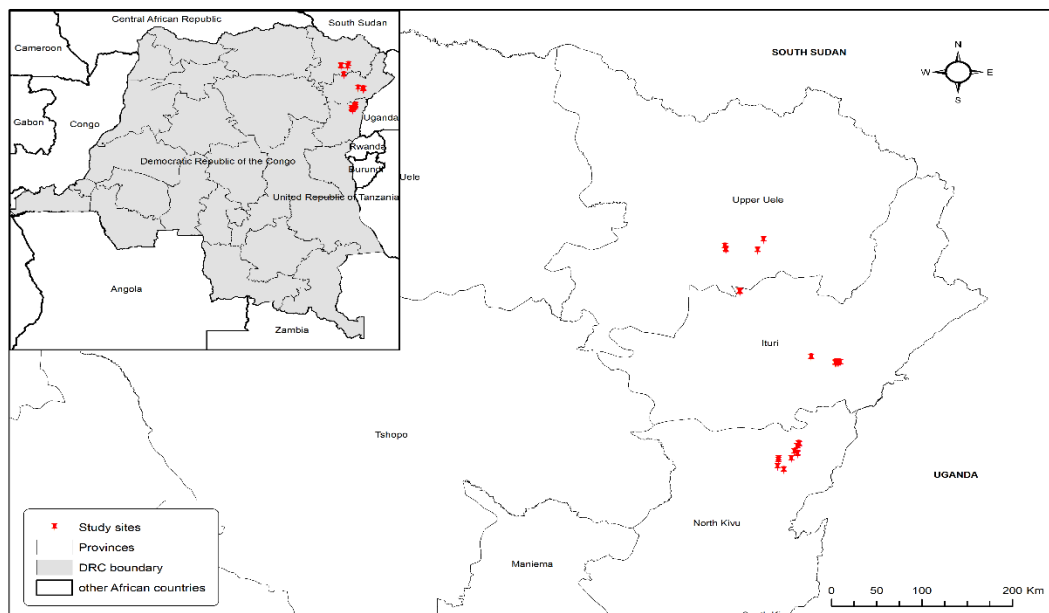 Central African Republic
South Sudan
Cameroon
Gabon
Congo
Uganda
Rwanda
Democratic Republic of the Congo
Burundi
Uele
United Republic of Tanzania
Angola
Zambia
SOUTH SUDAN
N
W
E
S
Upper Uele
Ituri
Tshopo
UGANDA
North Kivu
Maniema
Study sites
Provinces
DRC boundary
other African countries
0
50
100
200 Km